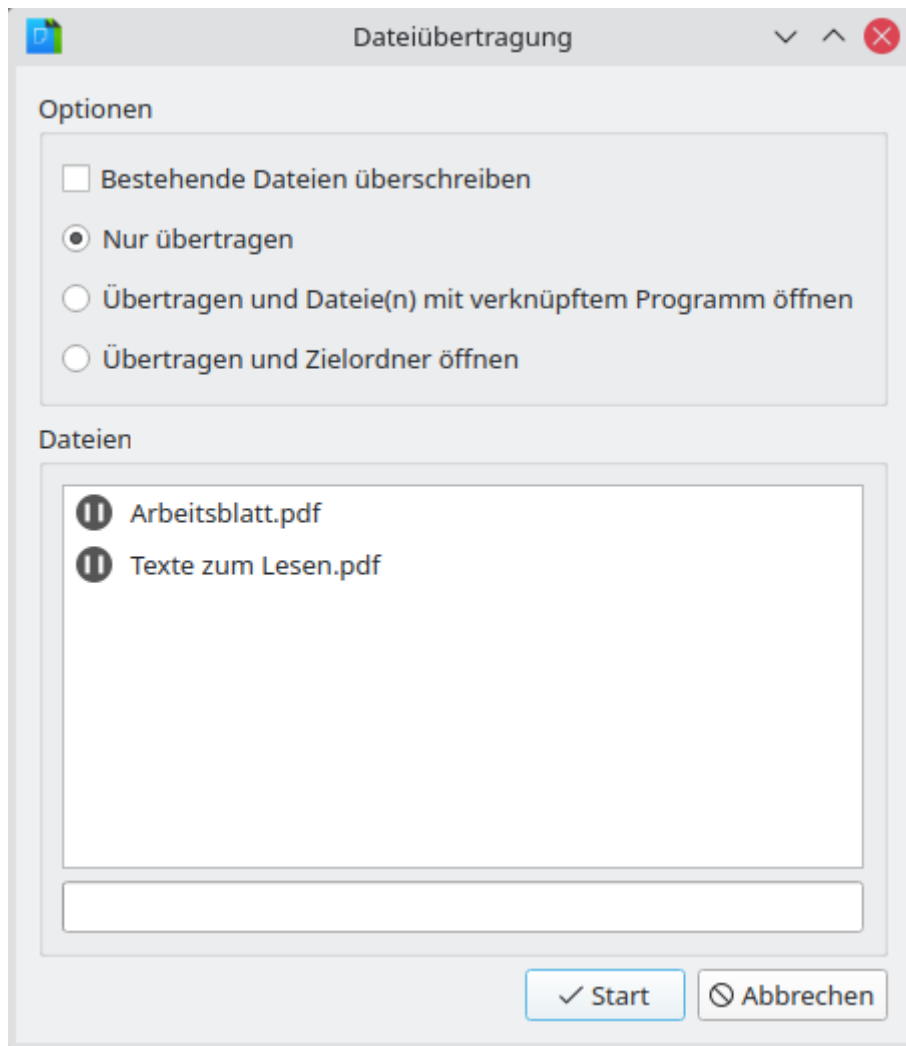 Dateiübertragung
Optionen
Bestehende Dateien überschreiben
Nur übertragen
Übertragen und Dateie(n) mit verknüpftem Programm öffnen
Übertragen und Zielordner öffnen
Dateien
Arbeitsblatt.pdf
Texte zum Lesen.pdf
Start Abbrechen